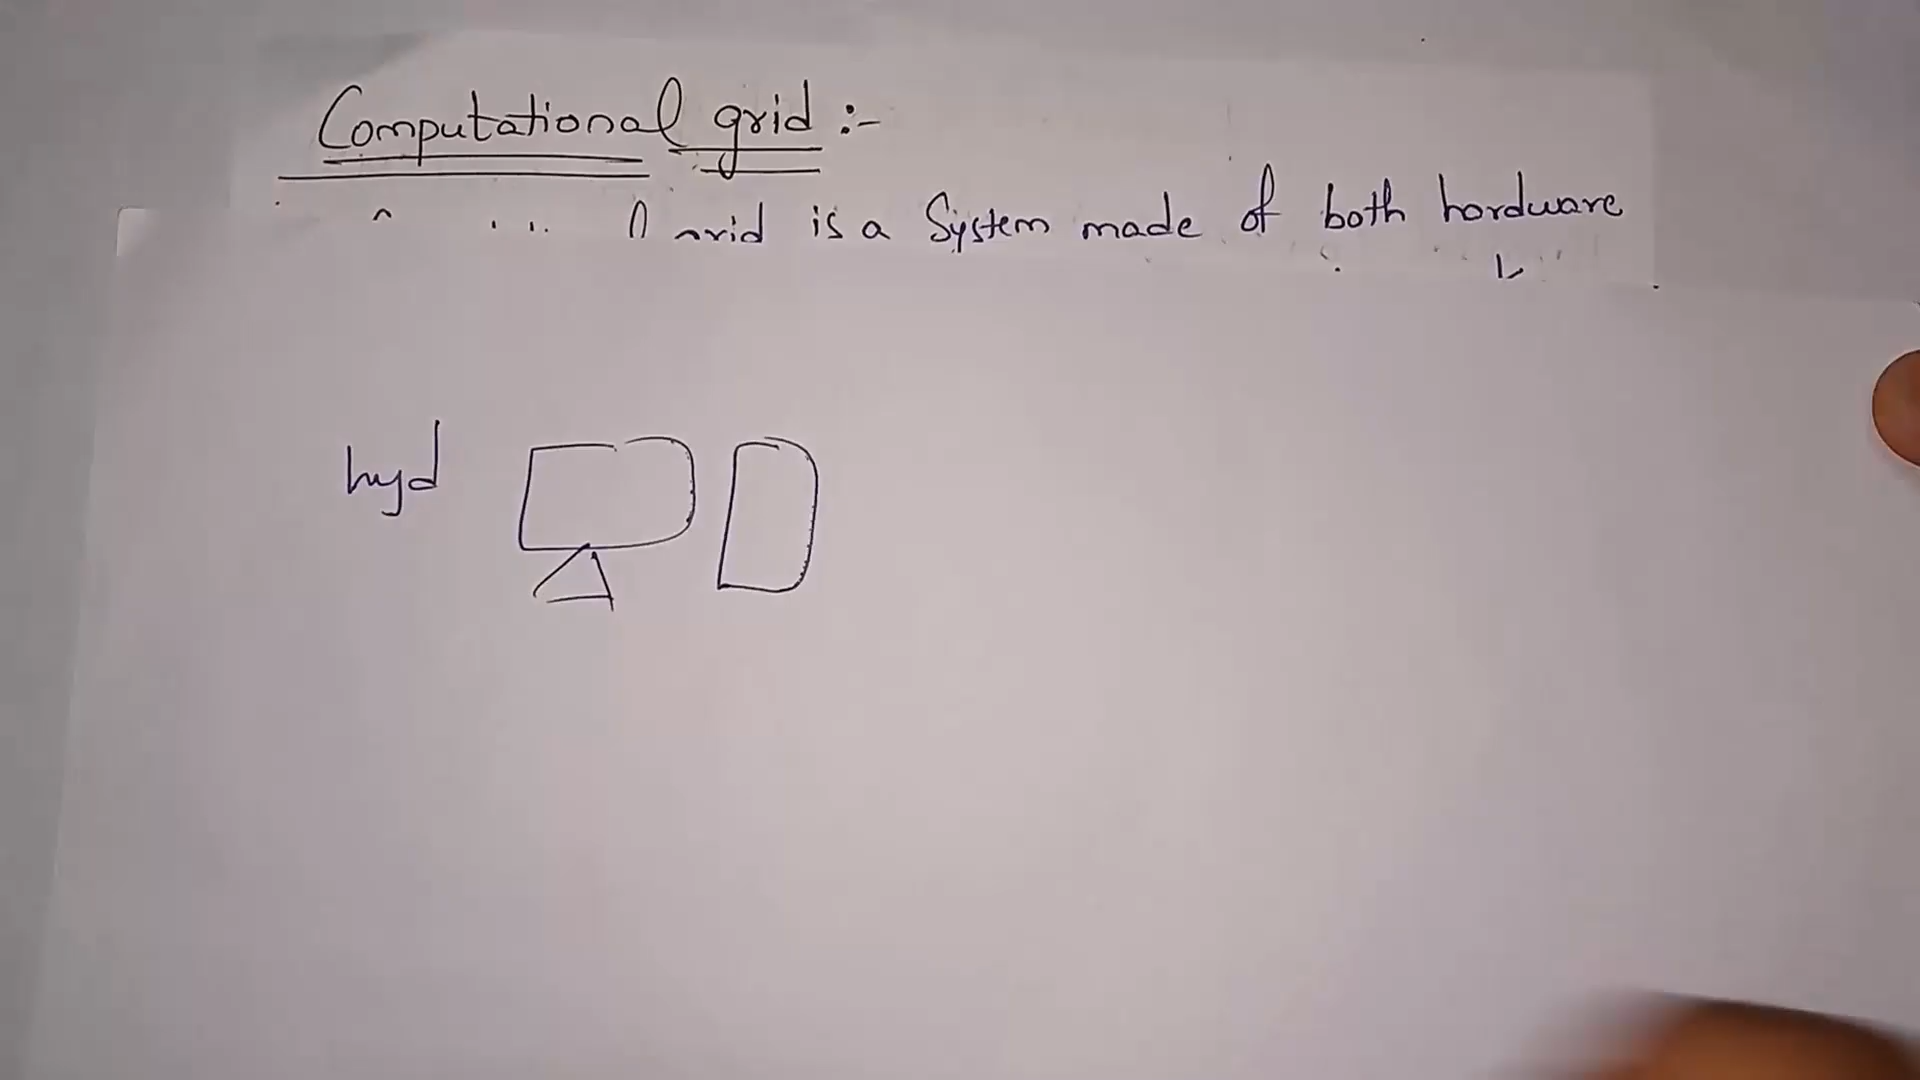 Computational grid :-
grid is a System made of both hardware
hyd